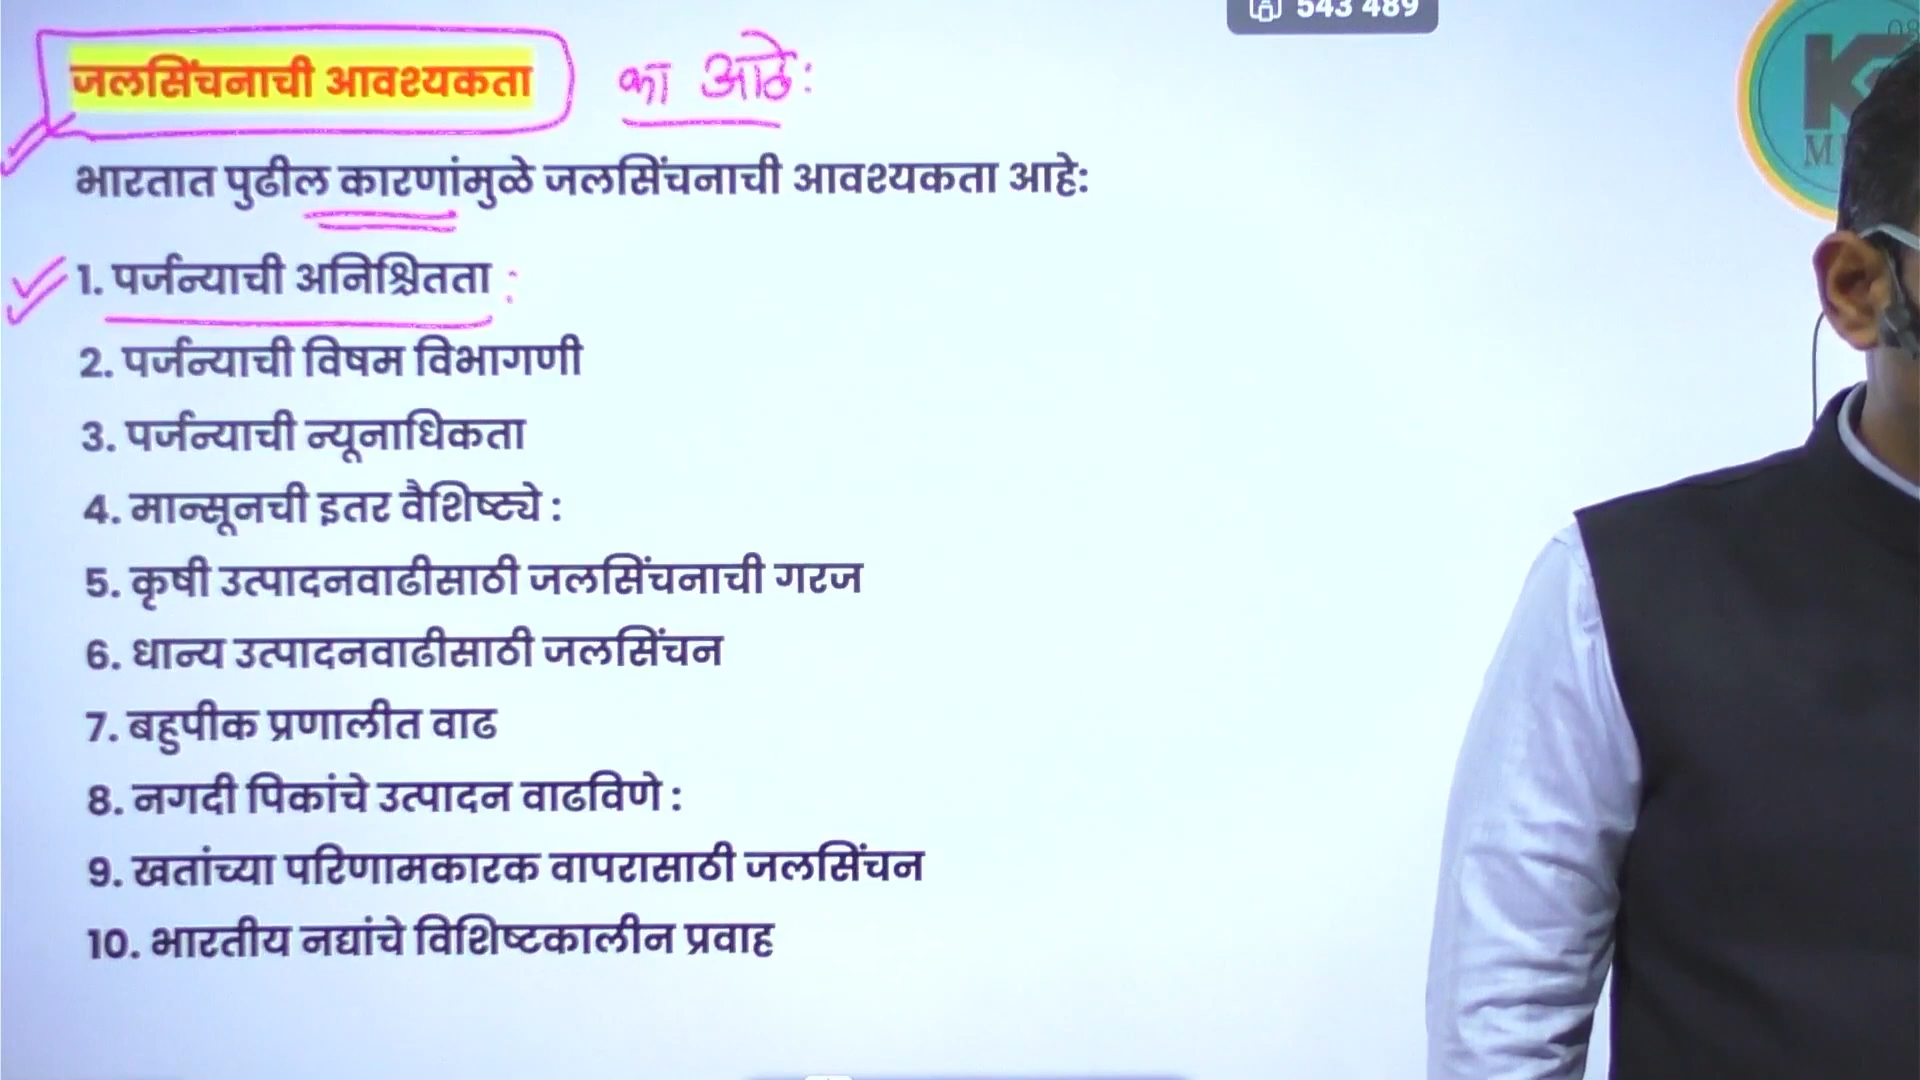 543 489
जलसिंचनाची आवश्यकता का आहे:
भारतात पुढील कारणांमुळे जलसिंचनाची आवश्यकता आहे:
1. पर्जन्याची अनिश्चितता :
2. पर्जन्याची विषम विभागणी
3. पर्जन्याची न्यूनाधिकता
4. मान्सूनची इतर वैशिष्ट्ये :
5. कृषी उत्पादनवाढीसाठी जलसिंचनाची गरज
6. धान्य उत्पादनवाढीसाठी जलसिंचन
7. बहुपीक प्रणालीत वाढ
8. नगदी पिकांचे उत्पादन वाढविणे :
9. खतांच्या परिणामकारक वापरासाठी जलसिंचन
10. भारतीय नद्यांचे विशिष्टकालीन प्रवाह